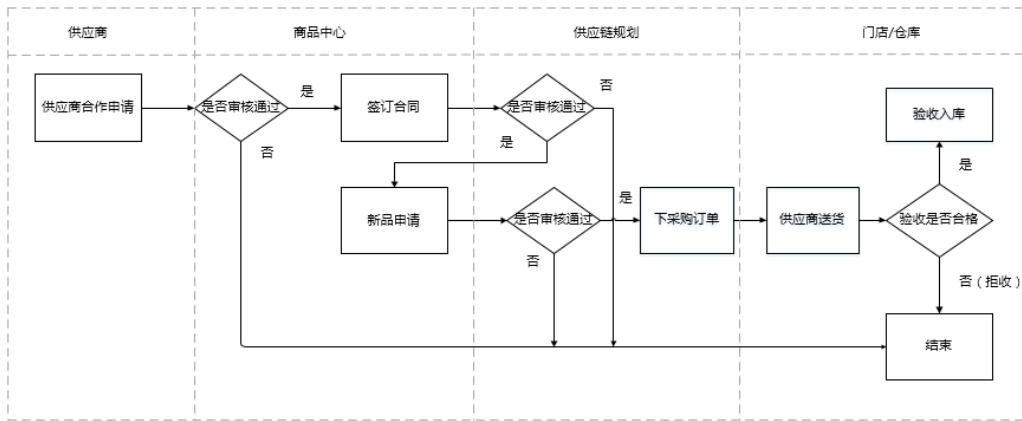 供应商
商品中心
供应链规划
门店/仓库
供应商合作申请
是否审核通过
是
否
签订合同
是否审核通过
否
是
新品申请
是否审核通过
是
否
下采购订单
供应商送货
验收是否合格
是
验收入库
否（拒收）
结束